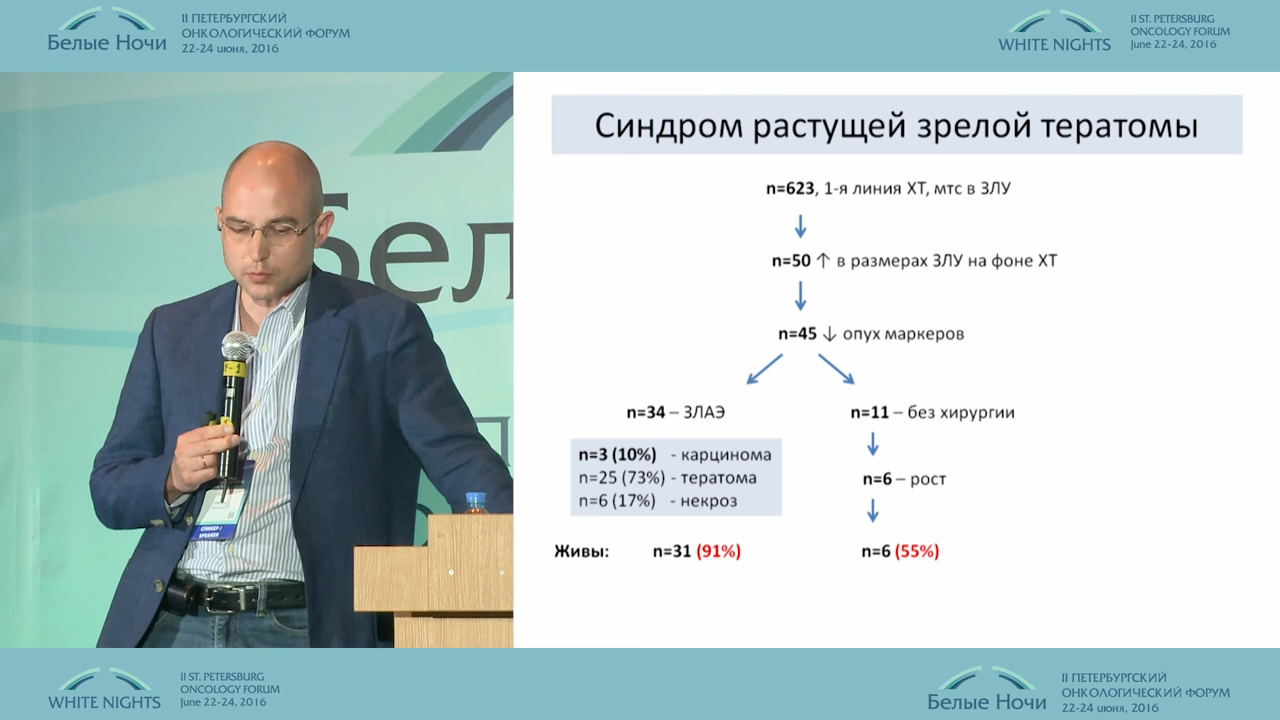 Белые Ночи
II ПЕТЕРБУРГСКИЙ
ОНКОЛОГИЧЕСКИЙ ФОРУМ
22-24 июня, 2016
WHITE NIGHTS
II ST. PETERSBURG
ONCOLOGY FORUM
June 22-24, 2016
Бел
F-1
СПИКЕР /
SPEAKER
Синдром растущей зрелой тератомы
n=623, 1-я линия ХТ, мтс в ЗЛУ
n=50 ↑ в размерах ЗЛУ на фоне ХТ
n=45 ↓ опух маркеров
n=34 – ЗЛАЭ
n=11 – без хирургии
n=3 (10%) - карцинома
n=25 (73%) - тератома
n=6 (17%) - некроз
n=6 – рост
Живы: n=31 (91%) n=6 (55%)
WHITE NIGHTS
II ST. PETERSBURG
ONCOLOGY FORUM
June 22-24, 2016
Белые Ночи
II ПЕТЕРБУРГСКИЙ
ОНКОЛОГИЧЕСКИЙ ФОРУМ
22-24 июня, 2016